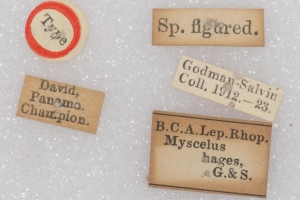 Type
Sp. figured.
David,
Panama.
Champion.
Godman-Salvin
Coll. 1912.—23.
B.C.A.Lep.Rhop.
Myscelus
hages,
G.&S.